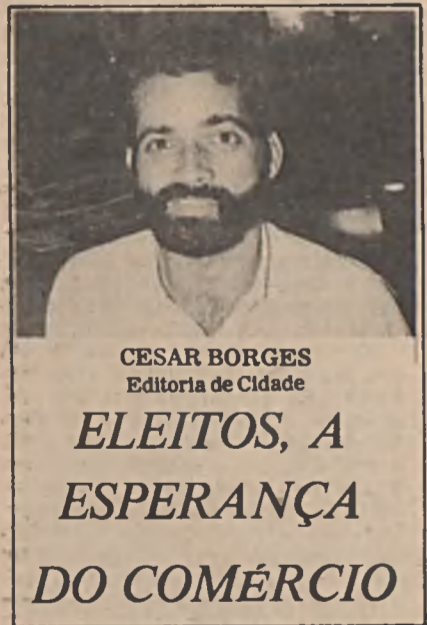 CESAR BORGES
Editoria de Cidade
ELEITOS, A
ESPERANÇA
DO COMÉRCIO